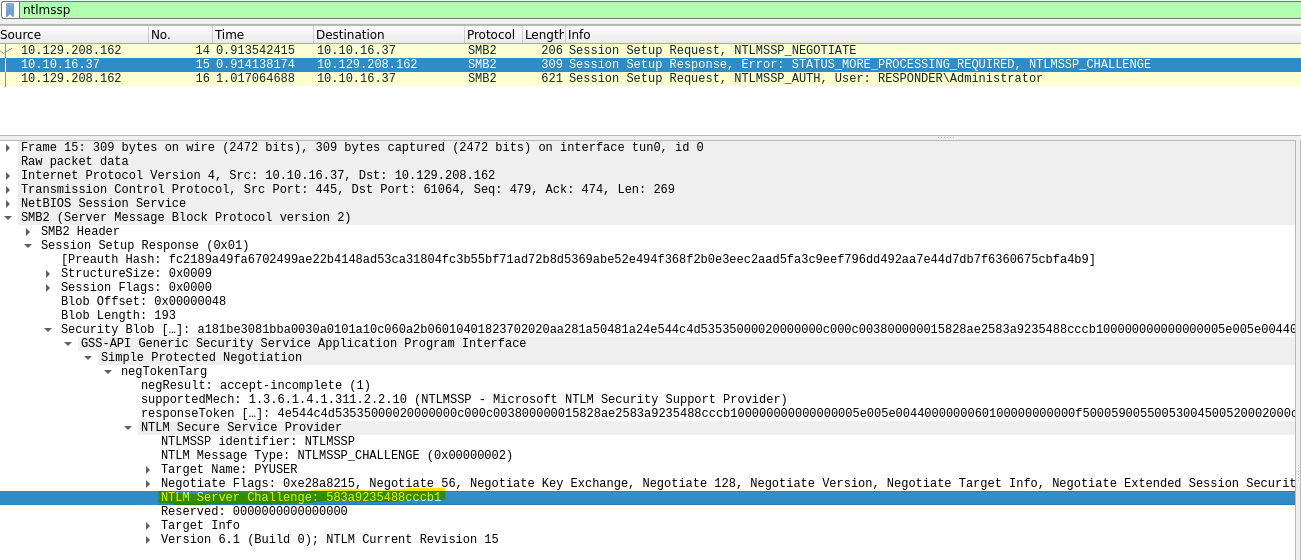 ntlmssp
Source No. Time Destination Protocol Length Info
10.129.208.162 14 0.913542415 10.10.16.37 SMB2 206 Session Setup Request, NTLMSSP_NEGOTIATE
10.10.16.37 15 0.914138174 10.129.208.162 SMB2 309 Session Setup Response, Error: STATUS_MORE_PROCESSING_REQUIRED, NTLMSSP_CHALLENGE
10.129.208.162 16 1.017064688 10.10.16.37 SMB2 621 Session Setup Request, NTLMSSP_AUTH, User: RESPONDER\Administrator
Frame 15: 309 bytes on wire (2472 bits), 309 bytes captured (2472 bits) on interface tun0, id 0
Raw packet data
Internet Protocol Version 4, Src: 10.10.16.37, Dst: 10.129.208.162
Transmission Control Protocol, Src Port: 445, Dst Port: 61064, Seq: 479, Ack: 474, Len: 269
NetBIOS Session Service
SMB2 (Server Message Block Protocol version 2)
SMB2 Header
Session Setup Response (0x01)
[Preauth Hash: fc2189a49fa6702499ae22b4148ad53ca31804fc3b55bf71ad72b8d5369abe52e494f368f2b0e3eec2aad5fa3c9eef796dd492aa7e44d7db7f6360675cbfa4b9]
StructureSize: 0x0009
Session Flags: 0x0000
Blob Offset: 0x00000048
Blob Length: 193
Security Blob […]: a181be3081bba0030a0101a10c060a2b06010401823702020aa281a50481a24e544c4d53535000020000000c000c003800000015828ae2583a9235488cccb100000000000000005e005e00440
GSS-API Generic Security Service Application Program Interface
Simple Protected Negotiation
negTokenTarg
negResult: accept-incomplete (1)
supportedMech: 1.3.6.1.4.1.311.2.2.10 (NTLMSSP - Microsoft NTLM Security Support Provider)
responseToken […]: 4e544c4d53535000020000000c000c003800000015828ae2583a9235488cccb100000000000000005e005e004400000006010000000000000f50005900550053004500520002000c
NTLM Secure Service Provider
NTLMSSP identifier: NTLMSSP
NTLM Message Type: NTLMSSP_CHALLENGE (0x00000002)
Target Name: PYUSER
Negotiate Flags: 0xe28a8215, Negotiate 56, Negotiate Key Exchange, Negotiate 128, Negotiate Version, Negotiate Target Info, Negotiate Extended Session Securit
NTLM Server Challenge: 583a9235488cccb1
Reserved: 0000000000000000
Target Info
Version 6.1 (Build 0); NTLM Current Revision 15